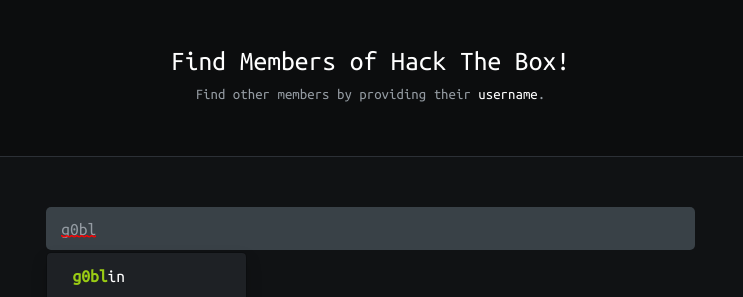 Find Members of Hack The Box!
Find other members by providing their username.
g0bl
g0blin